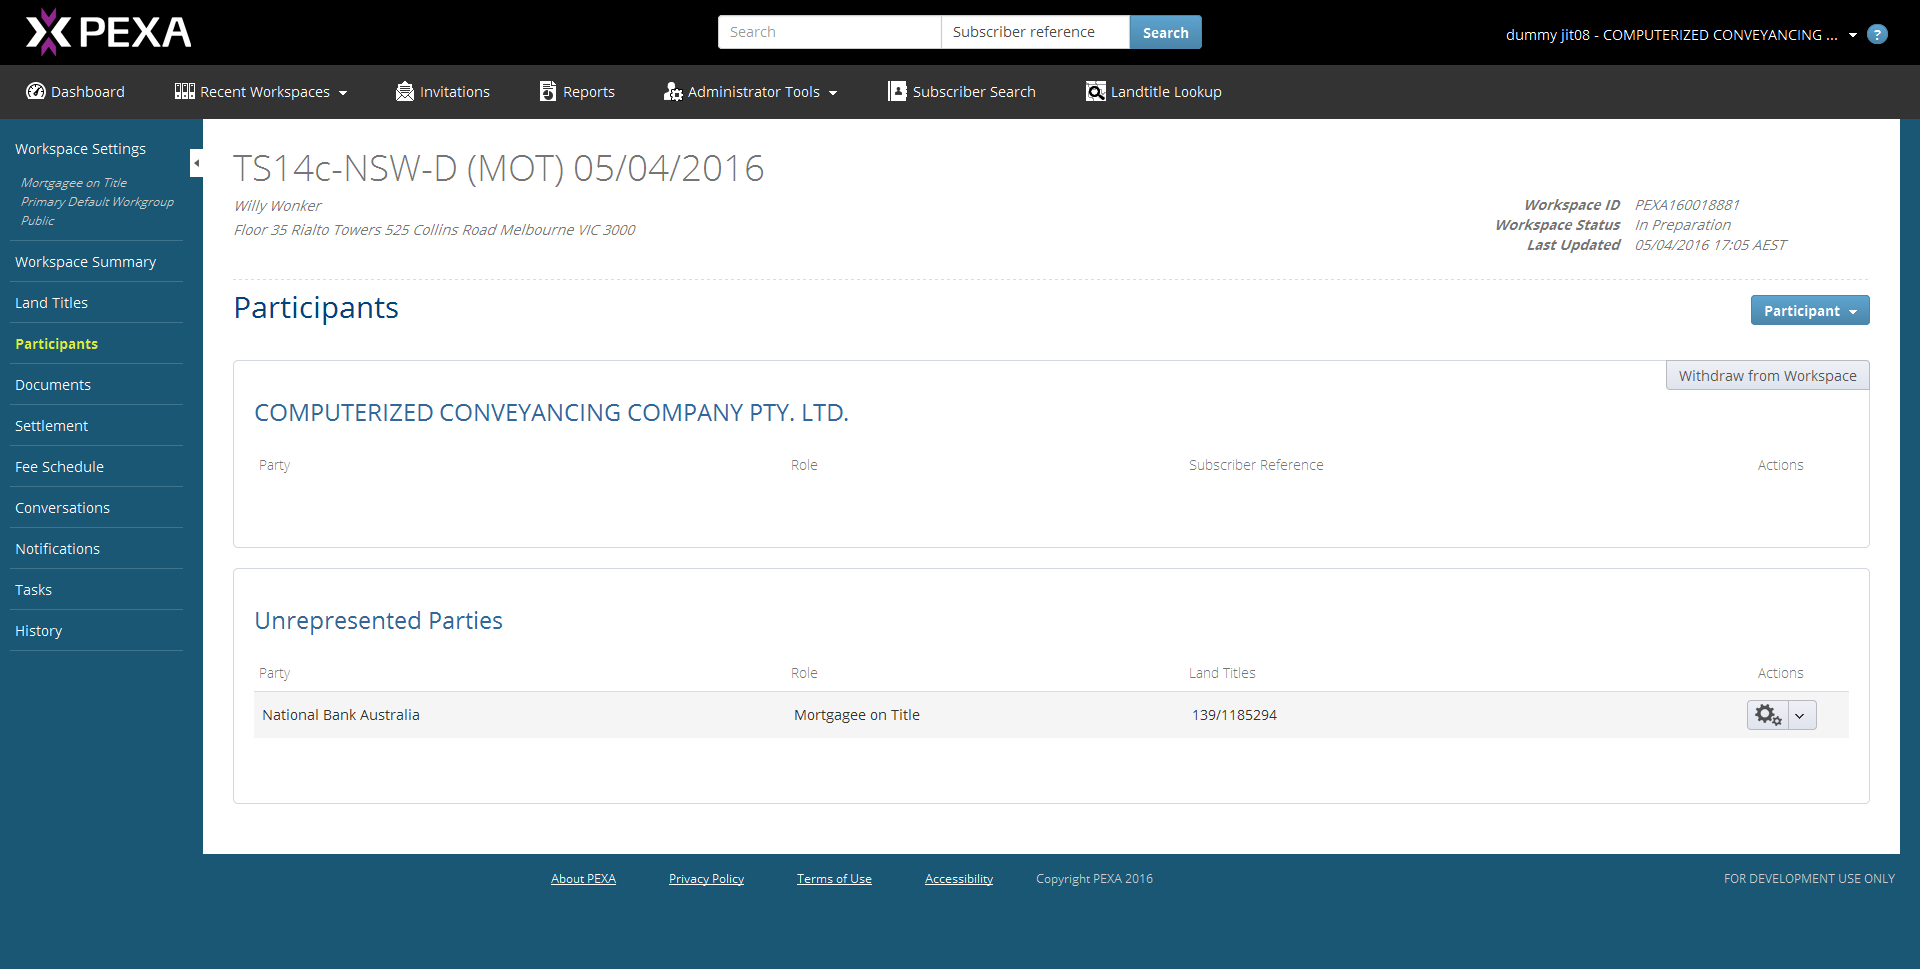 PEXA
Search
Subscriber reference
Search
dummy jit08 - COMPUTERIZED CONVEYANCING ...
?
Dashboard
Recent Workspaces
Invitations
Reports
Administrator Tools
Subscriber Search
Landtitle Lookup
Workspace Settings
Mortgagee on Title
Primary Default Workgroup
Public
Workspace Summary
Land Titles
Participants
Documents
Settlement
Fee Schedule
Conversations
Notifications
Tasks
History
TS14c-NSW-D (MOT) 05/04/2016
Willy Wonker
Floor 35 Rialto Towers 525 Collins Road Melbourne VIC 3000
Workspace ID PEXA160018881
Workspace Status In Preparation
Last Updated 05/04/2016 17:05 AEST
Participants
Participant
Withdraw from Workspace
COMPUTERIZED CONVEYANCING COMPANY PTY. LTD.
Party Role Subscriber Reference Actions
Unrepresented Parties
Party Role Land Titles Actions
National Bank Australia Mortgagee on Title 139/1185294
About PEXA Privacy Policy Terms of Use Accessibility Copyright PEXA 2016 FOR DEVELOPMENT USE ONLY